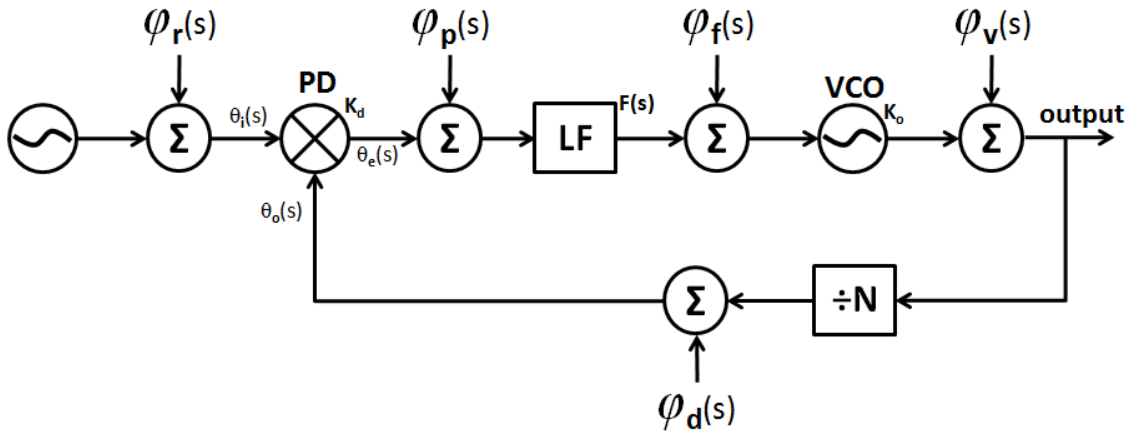 φr(s) φp(s) φf(s) φv(s)
PD VCO
θi(s) Kd F(s) Ko output
Σ Σ LF Σ Σ
θe(s)
θo(s)
Σ ÷N
φd(s)